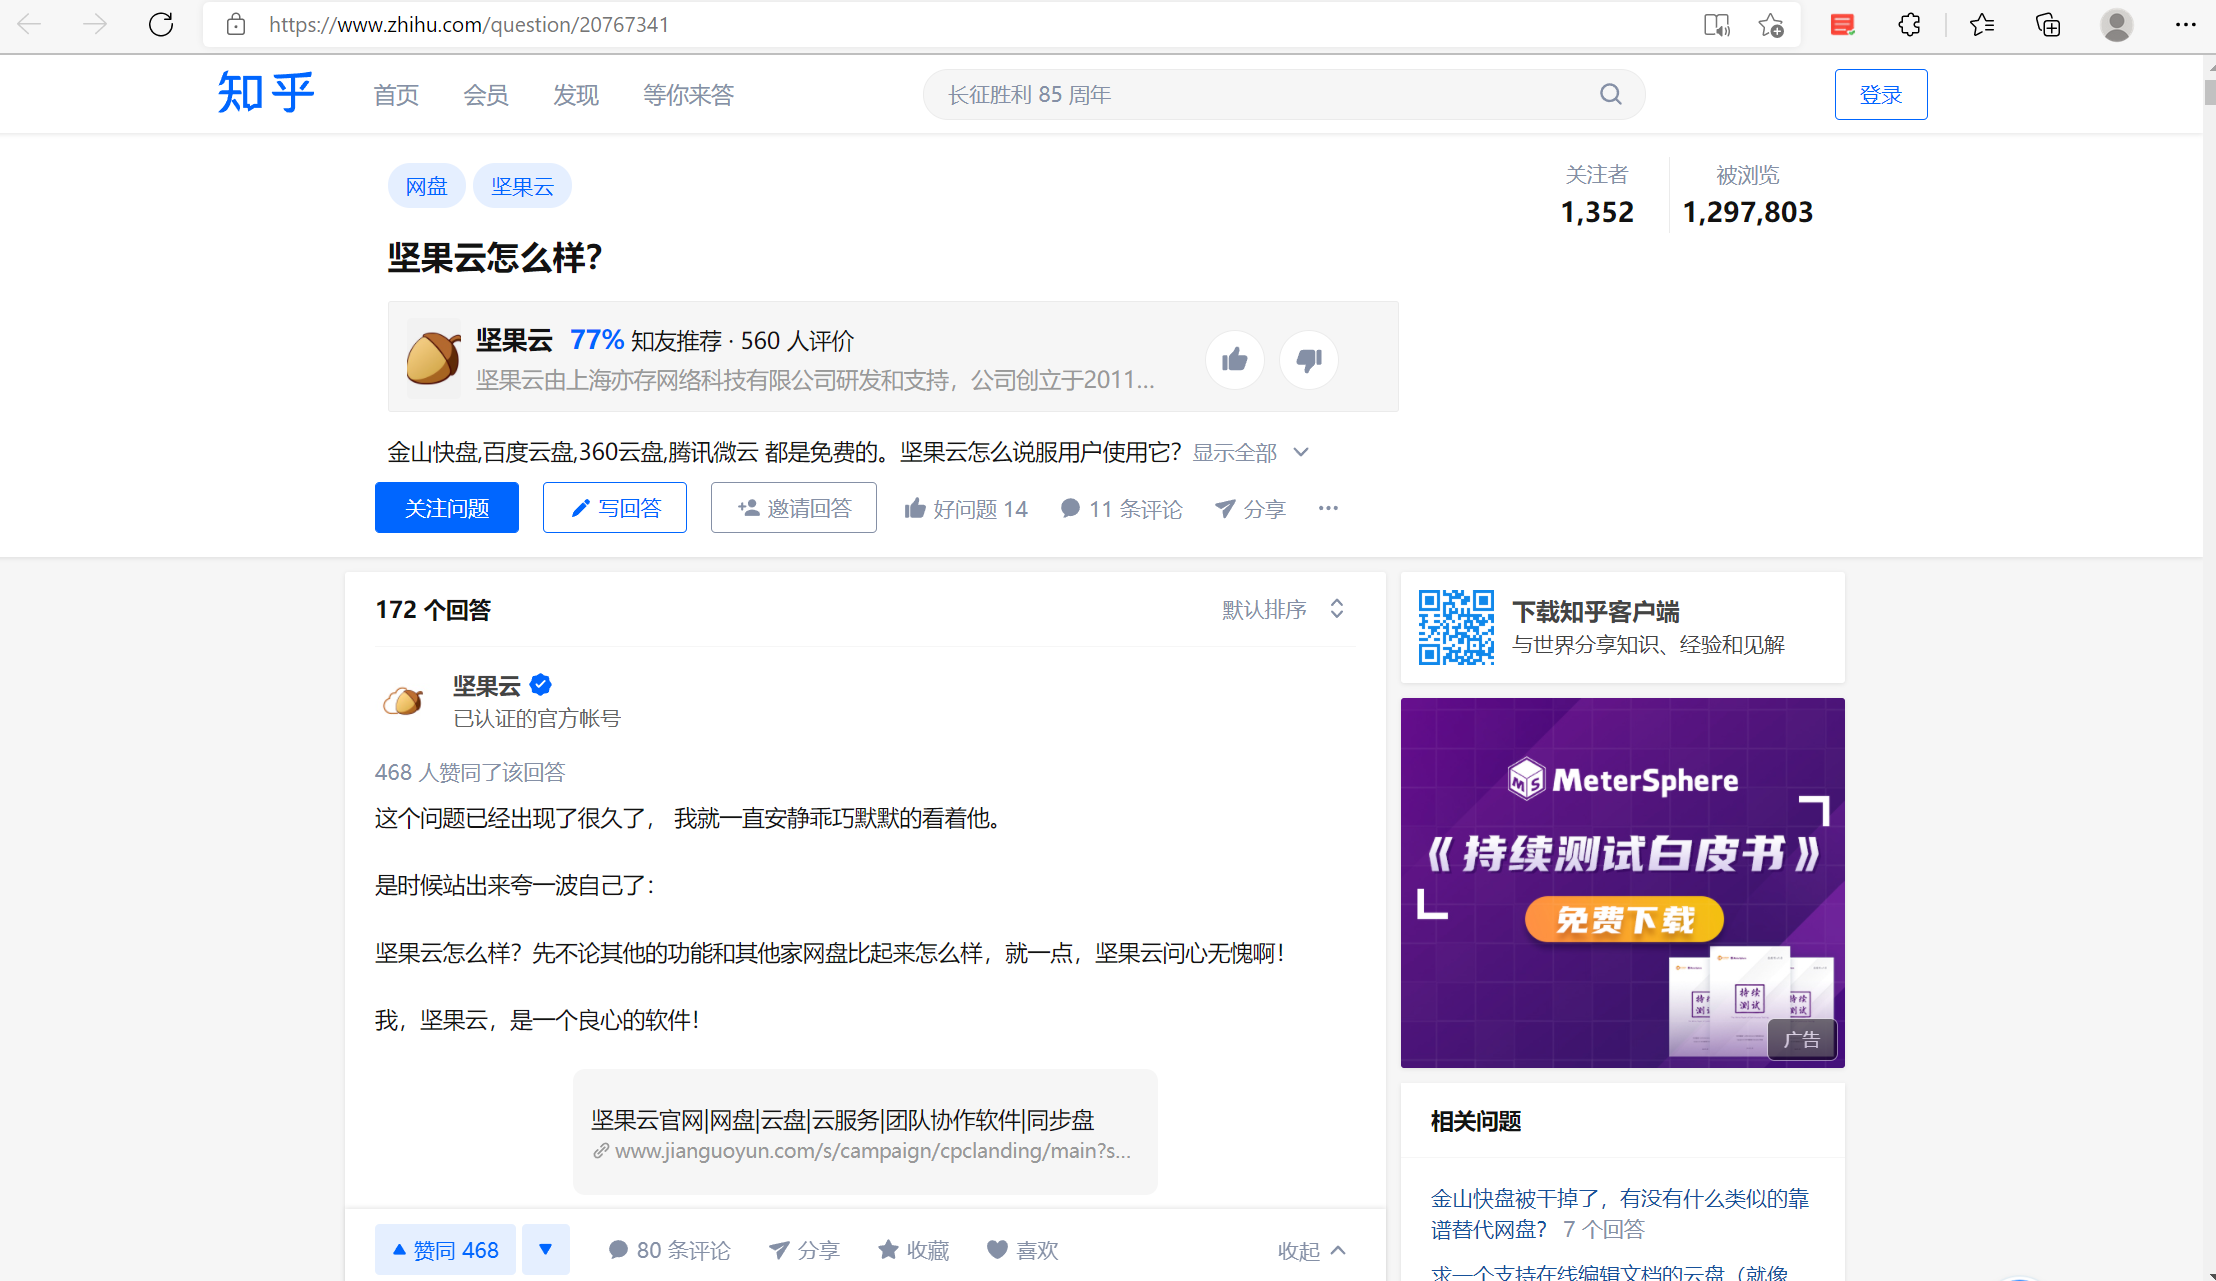 https://www.zhihu.com/question/20767341
知乎
首页 会员 发现 等你来答
长征胜利 85 周年
登录
网盘 坚果云
关注者 被浏览
1,352 1,297,803
坚果云怎么样？
坚果云 77% 知友推荐 · 560 人评价
坚果云由上海亦存网络科技有限公司研发和支持，公司创立于2011...
金山快盘,百度云盘,360云盘,腾讯微云 都是免费的。坚果云怎么说服用户使用它？ 显示全部
关注问题 写回答 邀请回答 好问题 14 11 条评论 分享 ···
172 个回答 默认排序
坚果云
已认证的官方帐号
468 人赞同了该回答
这个问题已经出现了很久了， 我就一直安静乖巧默默的看着他。
是时候站出来夸一波自己了：
坚果云怎么样？先不论其他的功能和其他家网盘比起来怎么样，就一点，坚果云问心无愧啊！
我，坚果云，是一个良心的软件！
坚果云官网|网盘|云盘|云服务|团队协作软件|同步盘
www.jianguoyun.com/s/campaign/cpclanding/main?s...
赞同 468 80 条评论 分享 收藏 喜欢 收起
下载知乎客户端
与世界分享知识、经验和见解
MS MeterSphere
《持续测试白皮书》
免费下载
持续
测试
广告
相关问题
金山快盘被干掉了，有没有什么类似的靠
谱替代网盘？ 7 个回答
求一个支持在线编辑文档的云盘（就像